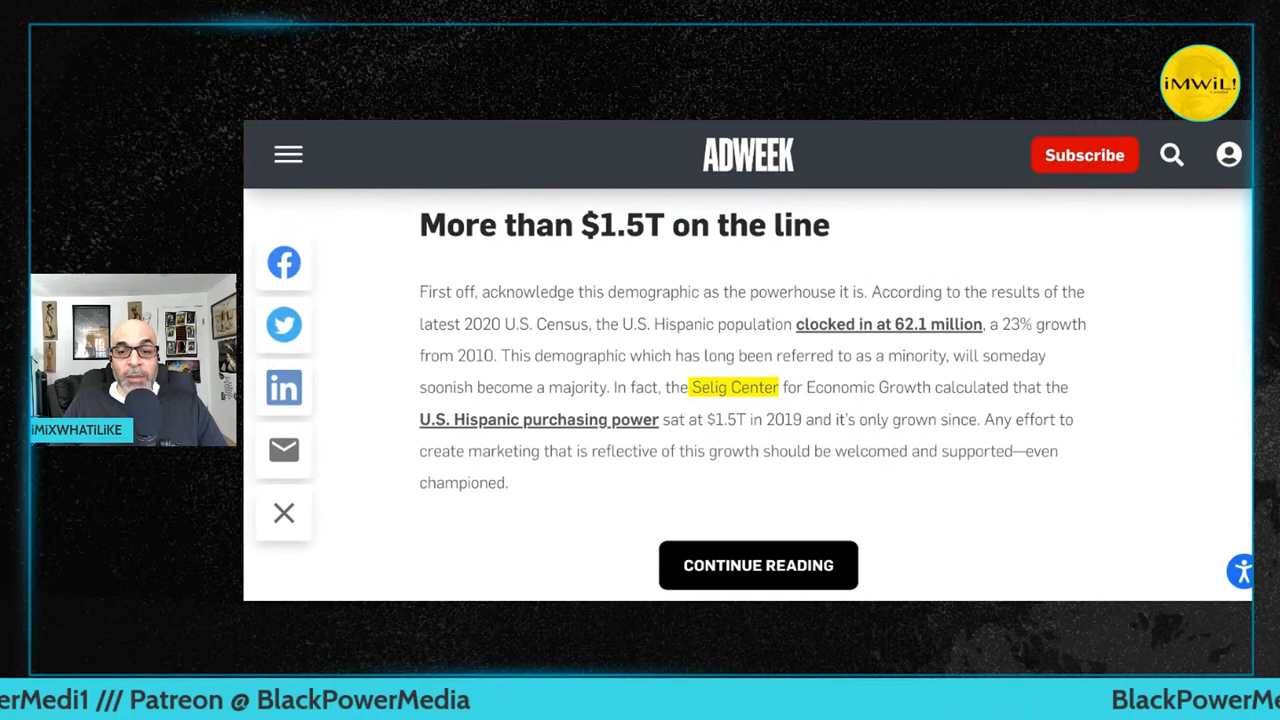 iMWiL!
ADWEEK
Subscribe
More than $1.5T on the line
First off, acknowledge this demographic as the powerhouse it is. According to the results of the
latest 2020 U.S. Census, the U.S. Hispanic population clocked in at 62.1 million, a 23% growth
from 2010. This demographic which has long been referred to as a minority, will someday
soonish become a majority. In fact, the Selig Center for Economic Growth calculated that the
U.S. Hispanic purchasing power sat at $1.5T in 2019 and it's only grown since. Any effort to
create marketing that is reflective of this growth should be welcomed and supported—even
championed.
CONTINUE READING
iMiXWHATiLiKE
erMedi1 /// Patreon @ BlackPowerMedia
BlackPowerMe